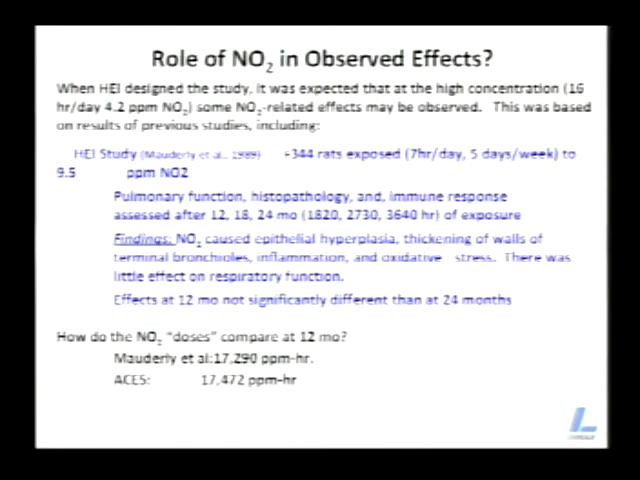 Role of NO2 in Observed Effects?
When HEI designed the study, it was expected that at the high concentration (16
hr/day 4.2 ppm NO2) some NO2-related effects may be observed. This was based
on results of previous studies, including:
HEI Study (Mauderly et al., 1989) -344 rats exposed (7hr/day, 5 days/week) to
9.5 ppm NO2
Pulmonary function, histopathology, and, immune response
assessed after 12, 18, 24 mo (1820, 2730, 3640 hr) of exposure
Findings: NO2 caused epithelial hyperplasia, thickening of walls of
terminal bronchioles, inflammation, and oxidative stress. There was
little effect on respiratory function.
Effects at 12 mo not significantly different than at 24 months
How do the NO2 "doses" compare at 12 mo?
Mauderly et al:17,290 ppm-hr.
ACES: 17,472 ppm-hr